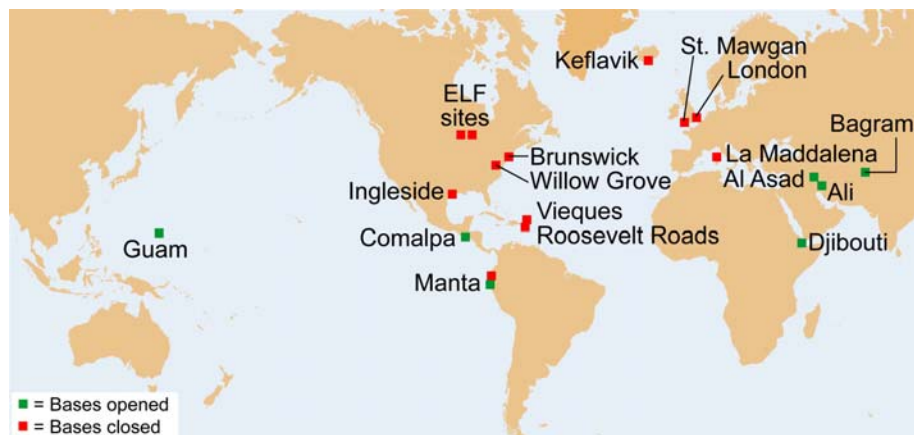 Keflavik
St. Mawgan
London
ELF
sites
Bagram
Brunswick
Willow Grove
La Maddalena
Al Asad
Ali
Ingleside
Vieques
Roosevelt Roads
Guam
Comalpa
Djibouti
Manta
= Bases opened
= Bases closed